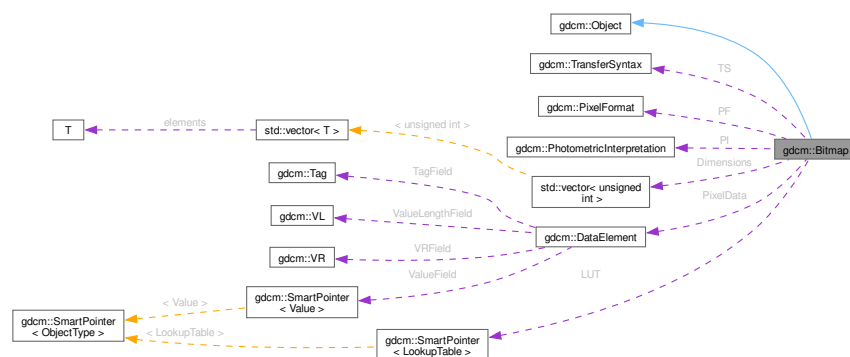 gdcm::Object
gdcm::TransferSyntax
TS
gdcm::PixelFormat
PF
T
elements
std::vector< T >
< unsigned int >
gdcm::PhotometricInterpretation
PI
gdcm::Bitmap
Dimensions
gdcm::Tag
TagField
std::vector< unsigned
int >
PixelData
gdcm::VL
ValueLengthField
gdcm::DataElement
gdcm::VR
VRField
ValueField
LUT
gdcm::SmartPointer
< Value >
< Value >
gdcm::SmartPointer
< ObjectType >
< LookupTable >
gdcm::SmartPointer
< LookupTable >